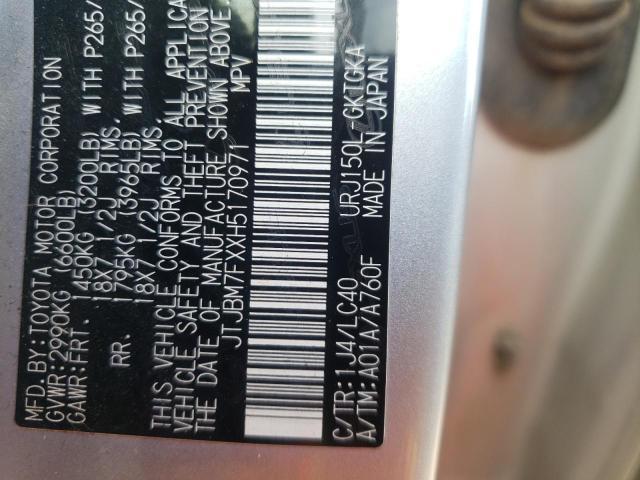 MFD. BY:TOYOTA MOTOR CORPORATION
GVWR:2990KG (6600LB)
GAWR:FRT. 1450KG (3200LB) WITH P265/
18X7 1/2J RIMS.
RR. 1795KG (3965LB) WITH P265/
18X7 1/2J RIMS.
THIS VEHICLE CONFORMS TO ALL APPLICA
VEHICLE SAFETY AND THEFT PREVENTION
THE DATE OF MANUFACTURE SHOWN ABOVE.
JTJBM7FXXH5170971 MPV
C/TR:1J4/LC40 URJ150L-GKTGKA
A/TM:A01A/A760F MADE IN JAPAN